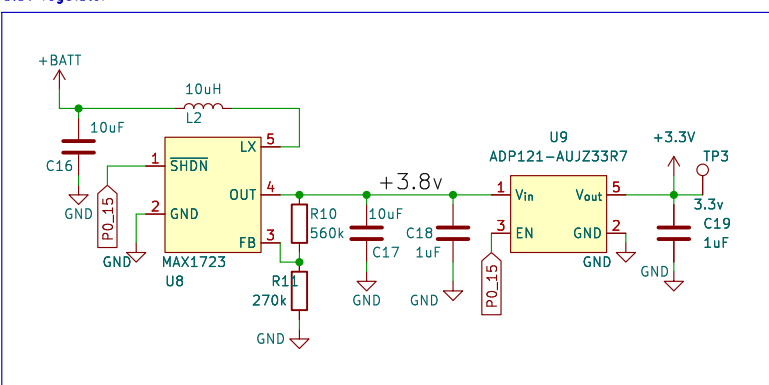 +BATT
10uH
L2
10uF
C16
GND
P0_15
1
SHDN
2
GND
GND
LX
5
OUT
4
FB
3
MAX1723
U8
R10
560k
R11
270k
GND
+3.8v
10uF
C17
GND
C18
1uF
GND
U9
ADP121-AUJZ33R7
1
Vin
3
EN
P0_15
Vout
5
GND
2
GND
+3.3V
TP3
3.3v
C19
1uF
GND